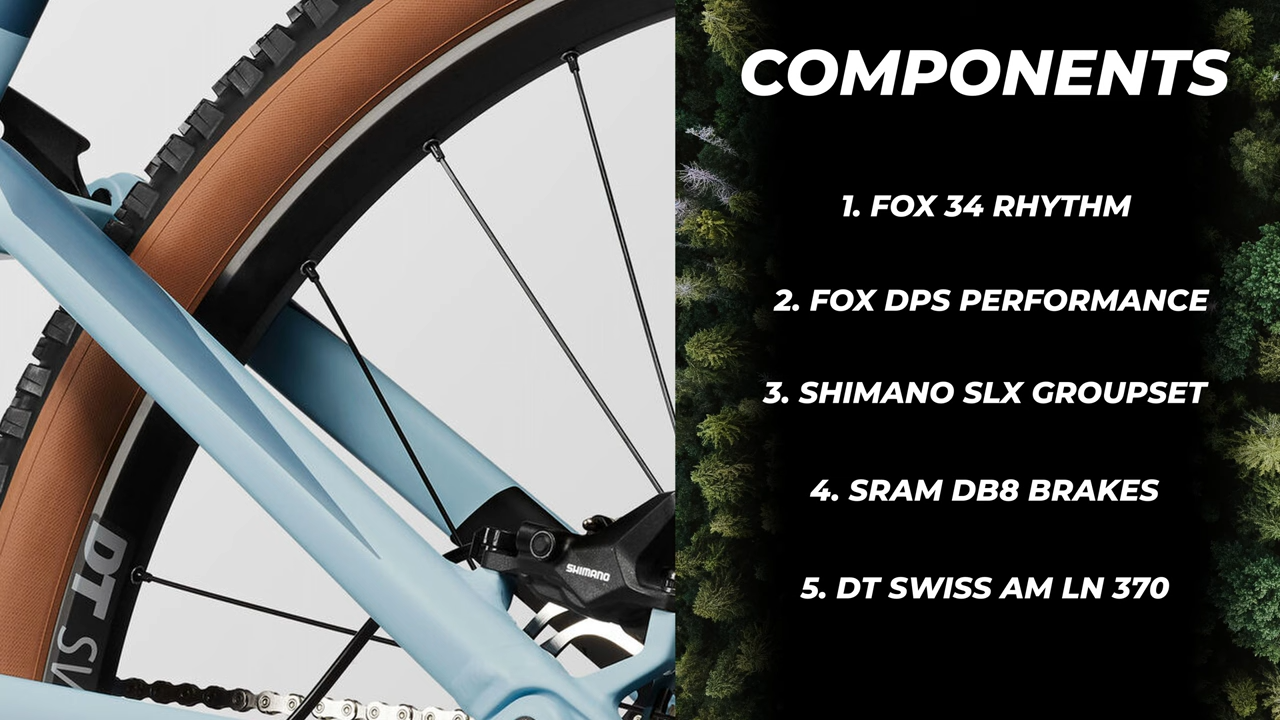 COMPONENTS
1. FOX 34 RHYTHM
2. FOX DPS PERFORMANCE
3. SHIMANO SLX GROUPSET
4. SRAM DB8 BRAKES
5. DT SWISS AM LN 370
SHIMANO
DT